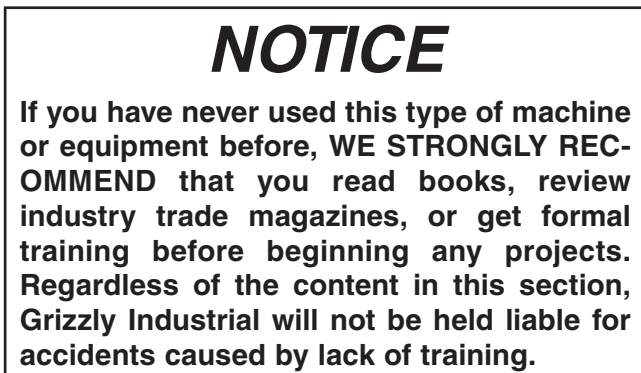 NOTICE
If you have never used this type of machine
or equipment before, WE STRONGLY REC-
OMMEND that you read books, review
industry trade magazines, or get formal
training before beginning any projects.
Regardless of the content in this section,
Grizzly Industrial will not be held liable for
accidents caused by lack of training.